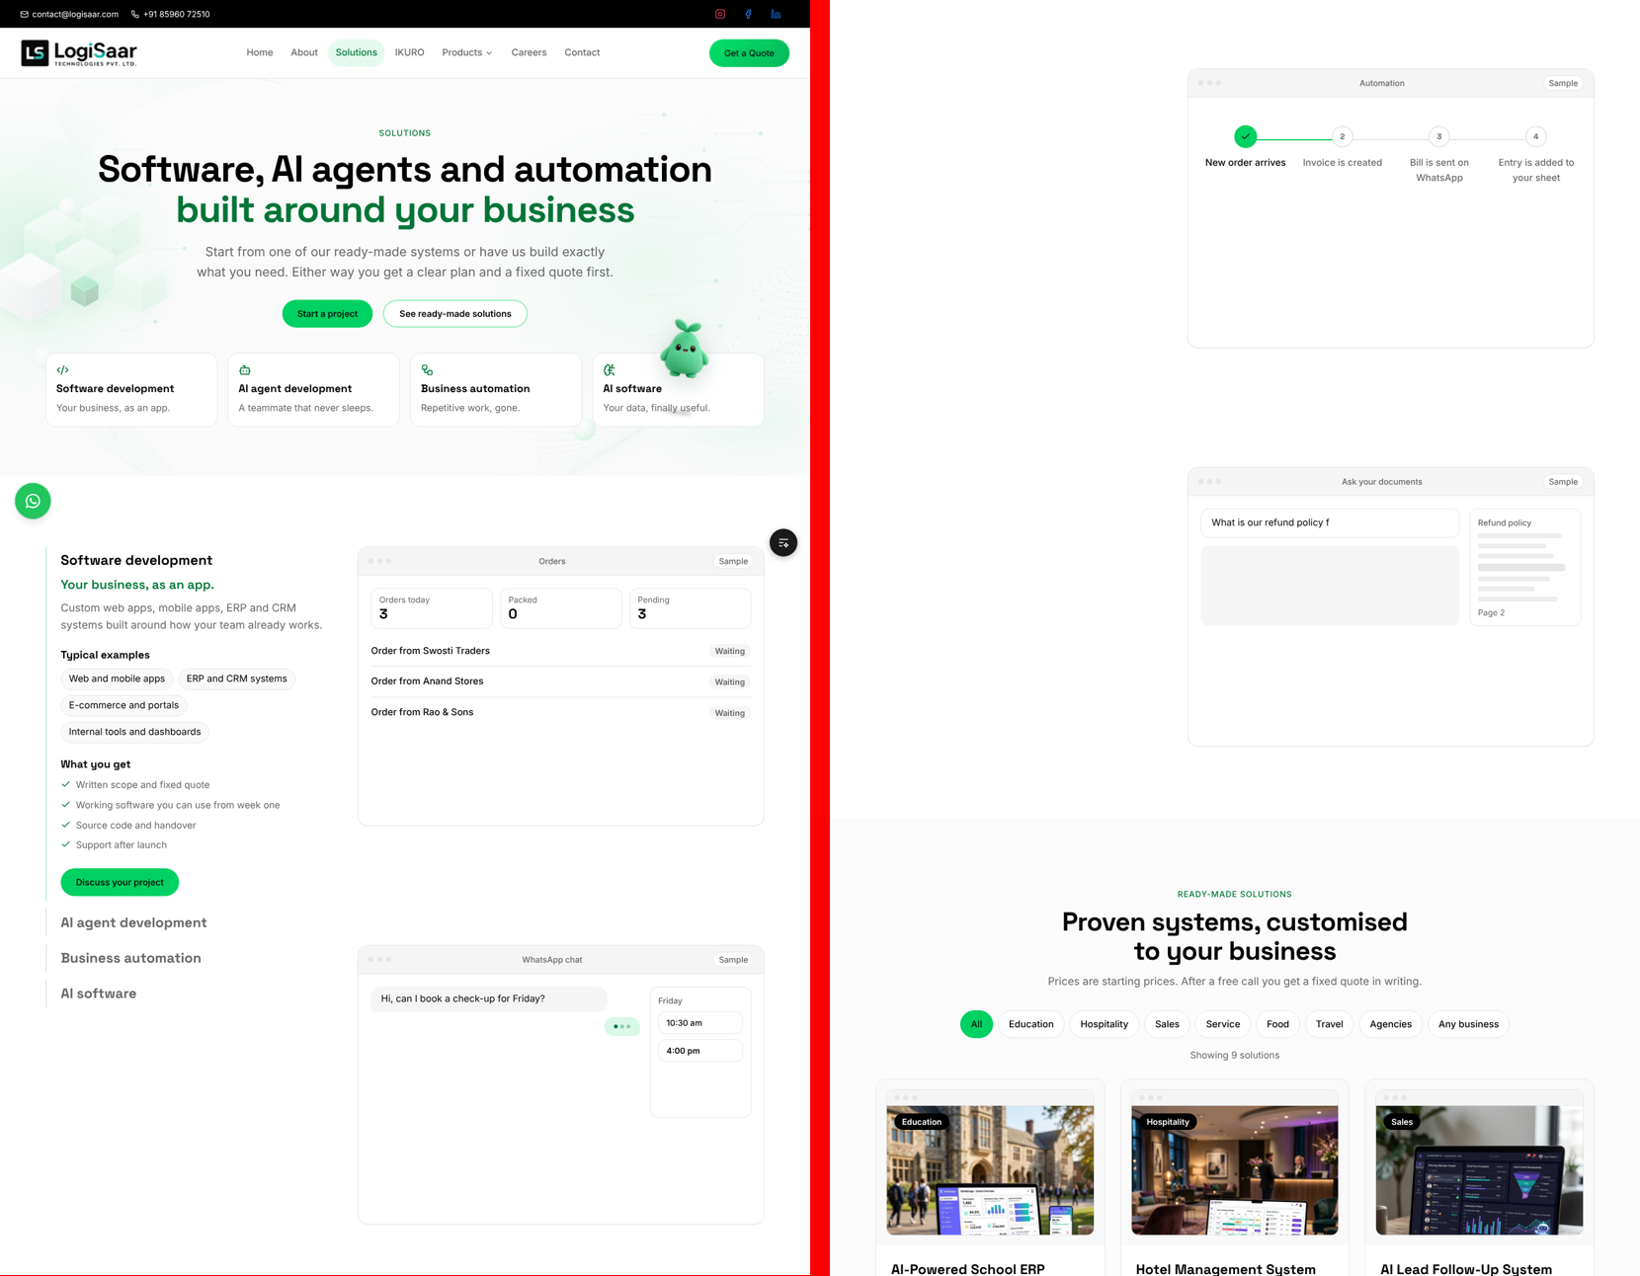 contact@logisaar.com +91 85960 72510
LS LogiSaar
TECHNOLOGIES PVT. LTD.
Home About Solutions IKURO Products Careers Contact
Get a Quote
SOLUTIONS
Software, AI agents and automation
built around your business
Start from one of our ready-made systems or have us build exactly
what you need. Either way you get a clear plan and a fixed quote first.
Start a project See ready-made solutions
Software development
Your business, as an app.
AI agent development
A teammate that never sleeps.
Business automation
Repetitive work, gone.
AI software
Your data, finally useful.
Software development
Your business, as an app.
Custom web apps, mobile apps, ERP and CRM
systems built around how your team already works.
Typical examples
Web and mobile apps ERP and CRM systems
E-commerce and portals
Internal tools and dashboards
What you get
Written scope and fixed quote
Working software you can use from week one
Source code and handover
Support after launch
Discuss your project
AI agent development
Business automation
AI software
Orders Sample
Orders today
3
Packed
0
Pending
3
Order from Swosti Traders Waiting
Order from Anand Stores Waiting
Order from Rao & Sons Waiting
WhatsApp chat Sample
Hi, can I book a check-up for Friday?
Friday
10:30 am
4:00 pm
Automation Sample
2 3 4
New order arrives
Invoice is created
Bill is sent on
WhatsApp
Entry is added to
your sheet
Ask your documents Sample
What is our refund policy f
Refund policy
Page 2
READY-MADE SOLUTIONS
Proven systems, customised
to your business
Prices are starting prices. After a free call you get a fixed quote in writing.
All Education Hospitality Sales Service Food Travel Agencies Any business
Showing 9 solutions
Education
AI-Powered School ERP
Hospitality
Hotel Management System
Sales
AI Lead Follow-Up System